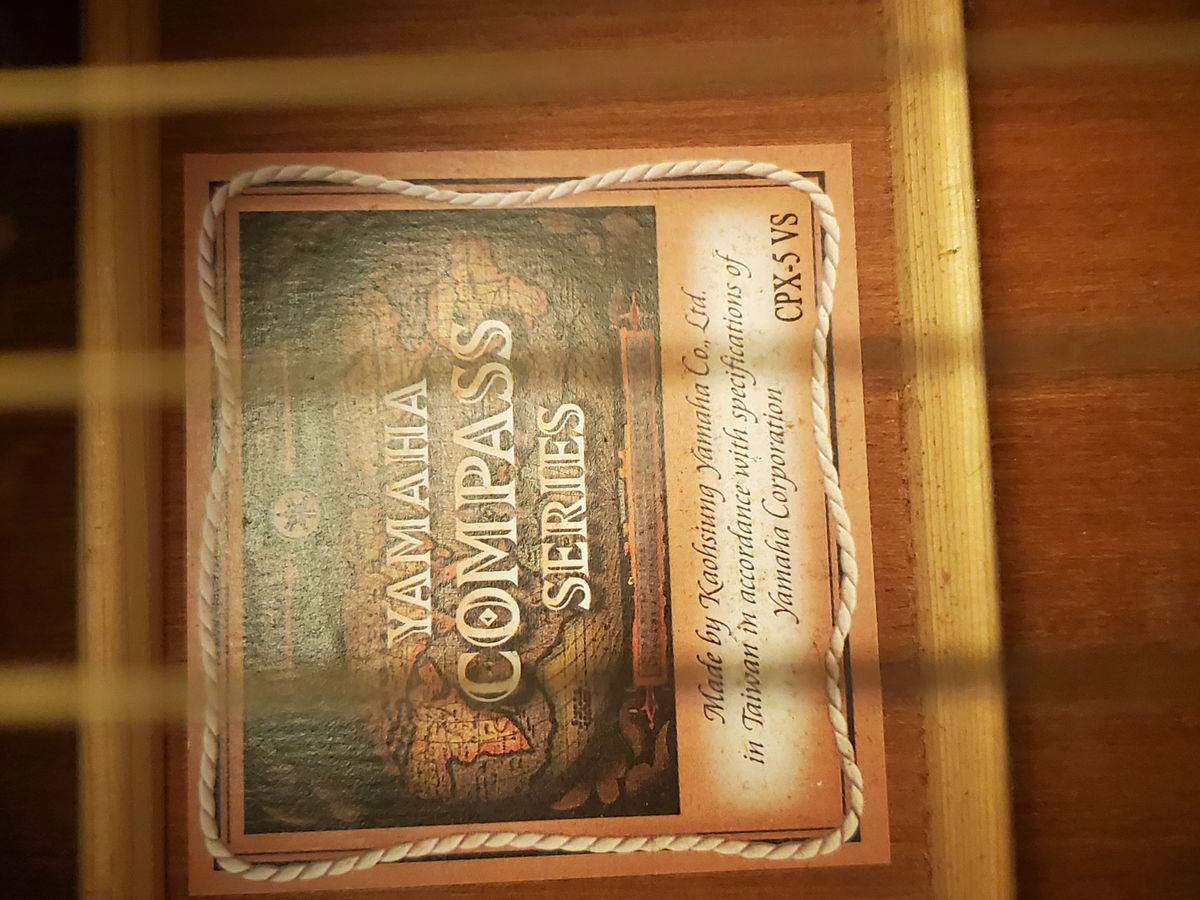 YAMAHA
COMPASS
SERIES
Made by Kaohsiung Yamaha Co., Ltd.
in Taiwan in accordance with specifications of
Yamaha Corporation
CPX-5 VS